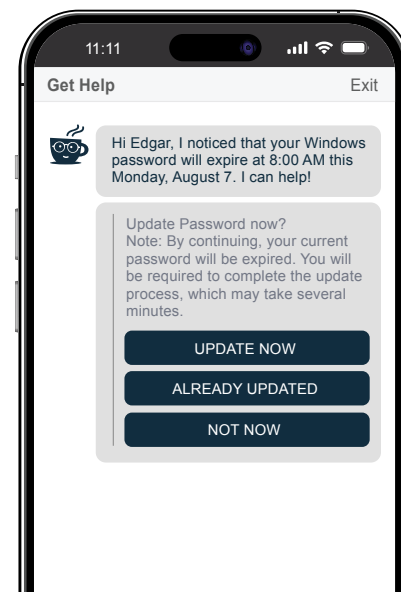 11:11
Get Help
Exit
Hi Edgar, I noticed that your Windows
password will expire at 8:00 AM this
Monday, August 7. I can help!
Update Password now?
Note: By continuing, your current
password will be expired. You will
be required to complete the update
process, which may take several
minutes.
UPDATE NOW
ALREADY UPDATED
NOT NOW